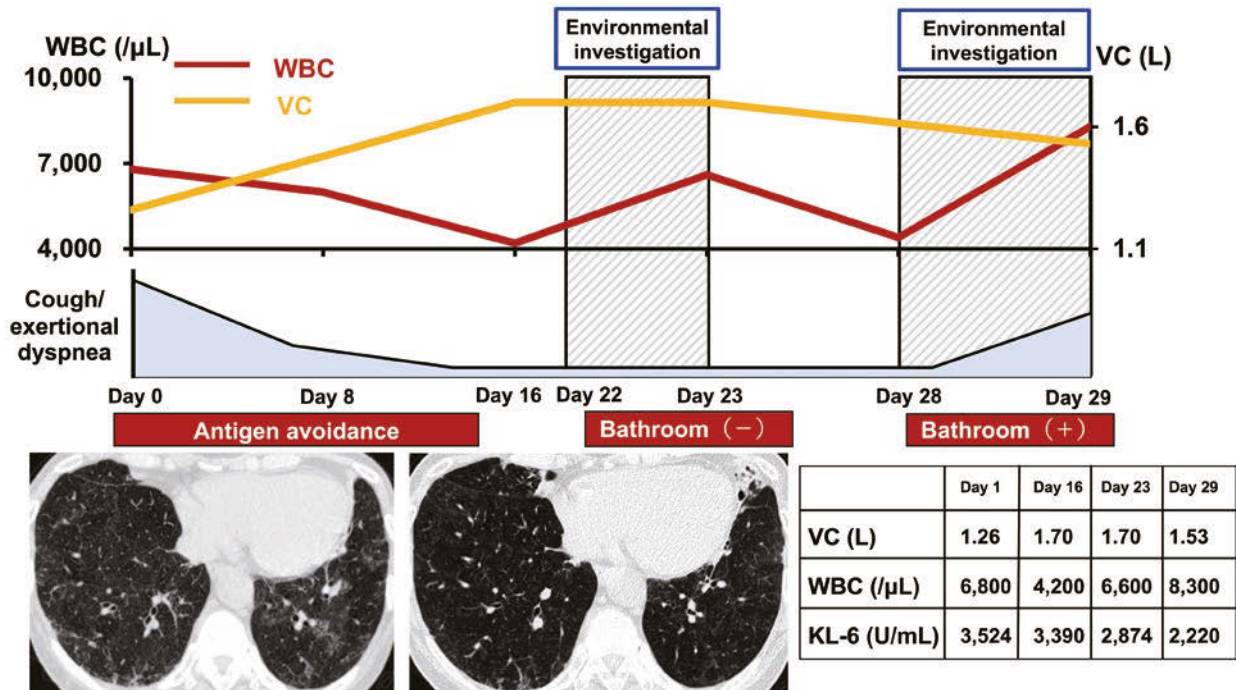 Environmental
investigation
Environmental
investigation
WBC (/µL)
VC (L)
WBC
VC
10,000
7,000
4,000
1.6
1.1
Cough/
exertional
dyspnea
Day 0
Day 8
Day 16
Day 22
Day 23
Day 28
Day 29
Antigen avoidance
Bathroom（−）
Bathroom（+）
Day 1 Day 16 Day 23 Day 29
VC (L) 1.26 1.70 1.70 1.53
WBC (/µL) 6,800 4,200 6,600 8,300
KL-6 (U/mL) 3,524 3,390 2,874 2,220